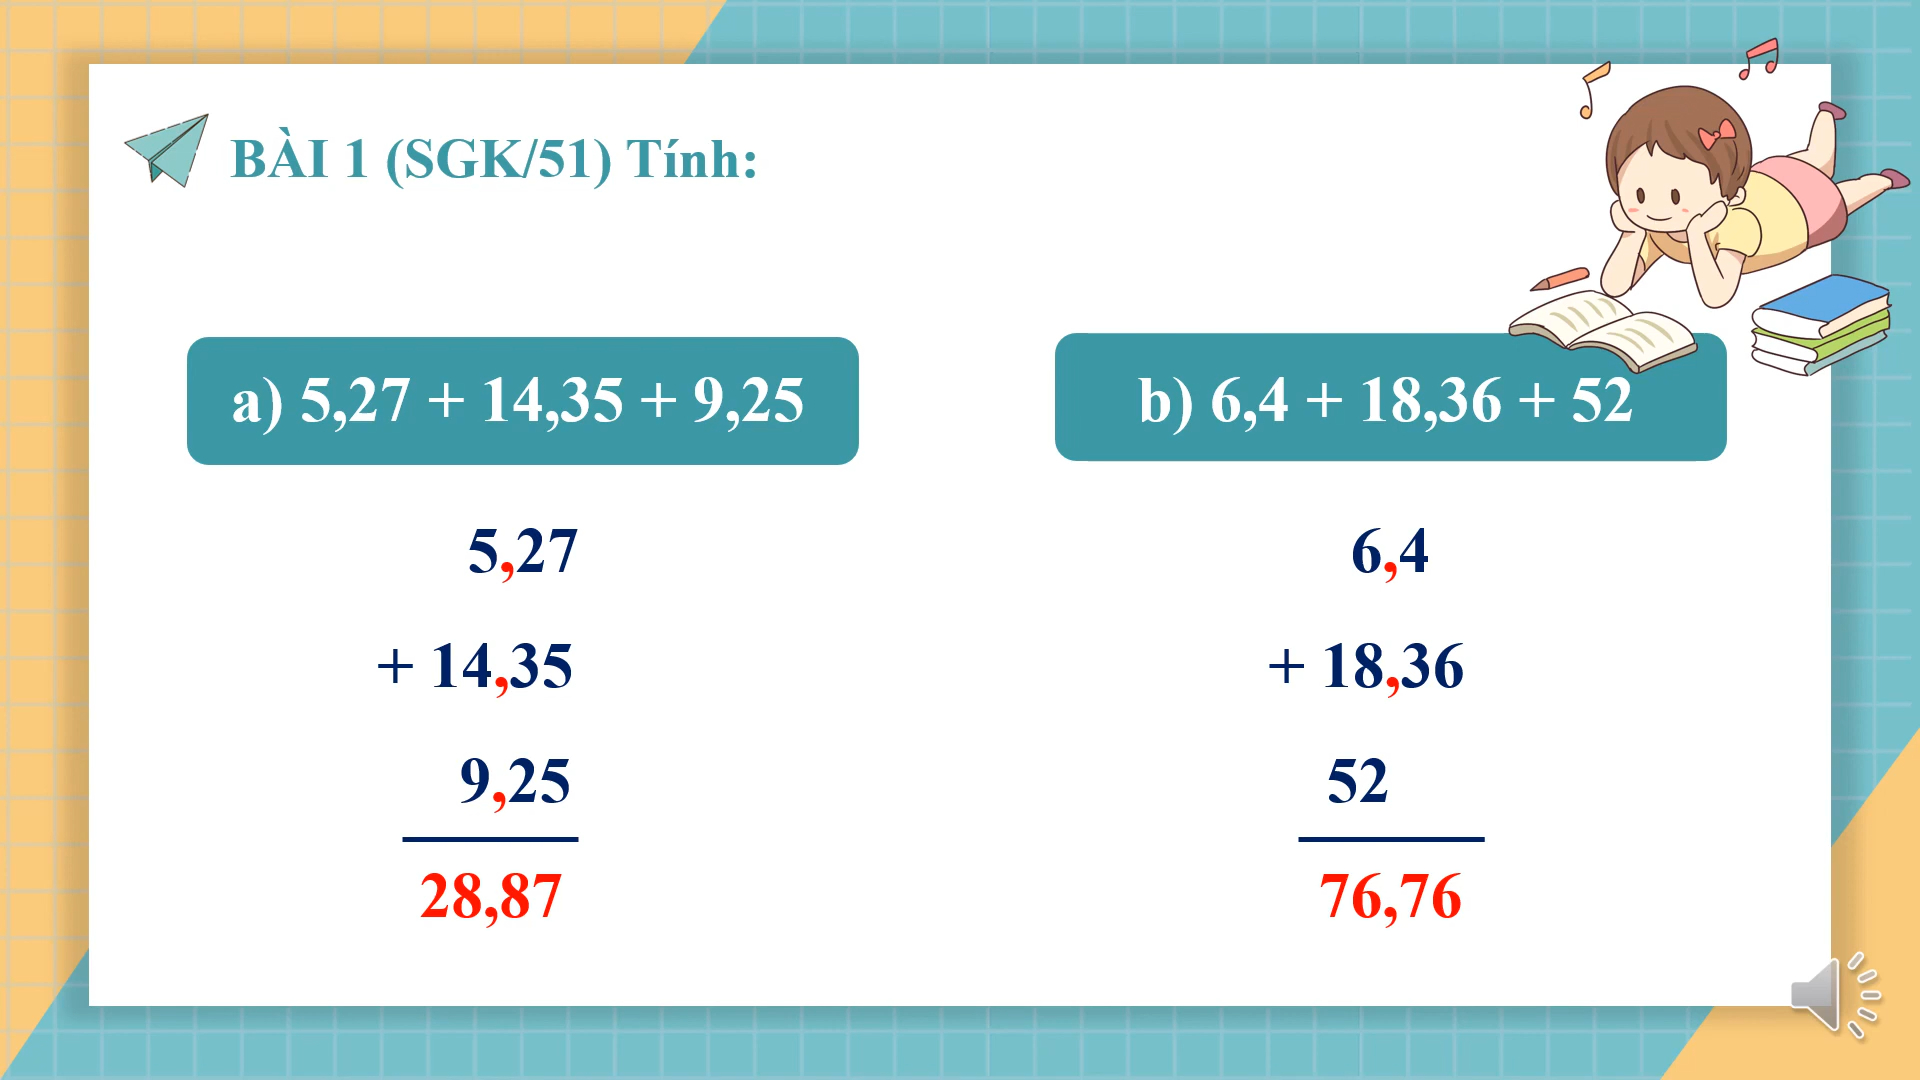 BÀI 1 (SGK/51) Tính:
a) 5,27 + 14,35 + 9,25
5,27
+ 14,35
9,25
28,87
b) 6,4 + 18,36 + 52
6,4
+ 18,36
52
76,76